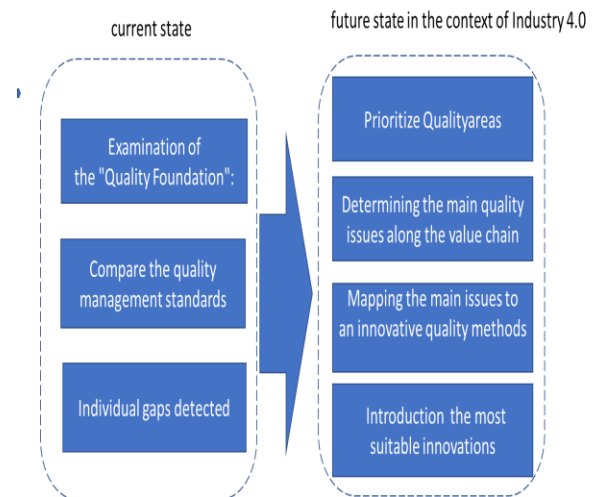 current state
Examination of
the "Quality Foundation":
Compare the quality
management standards
Individual gaps detected
future state in the context of Industry 4.0
Prioritize Qualityareas
Determining the main quality
issues along the value chain
Mapping the main issues to
an innovative quality methods
Introduction the most
suitable innovations